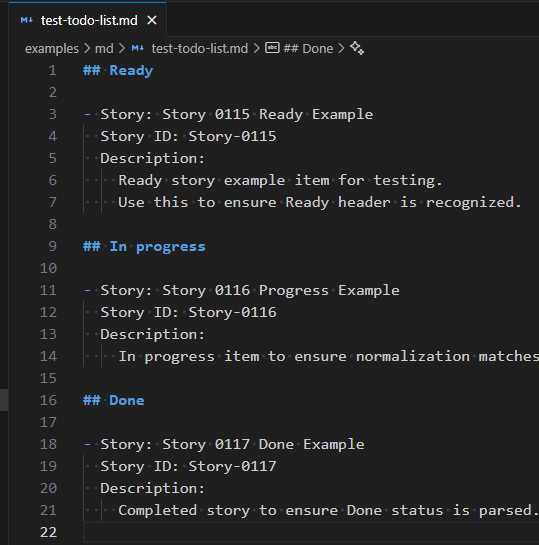 test-todo-list.md
examples > md > test-todo-list.md > ## Done >
1 ## Ready
2
3 - Story: Story 0115 Ready Example
4 Story ID: Story-0115
5 Description:
6 Ready story example item for testing.
7 Use this to ensure Ready header is recognized.
8
9 ## In progress
10
11 - Story: Story 0116 Progress Example
12 Story ID: Story-0116
13 Description:
14 In progress item to ensure normalization matches
15
16 ## Done
17
18 - Story: Story 0117 Done Example
19 Story ID: Story-0117
20 Description:
21 Completed story to ensure Done status is parsed.
22